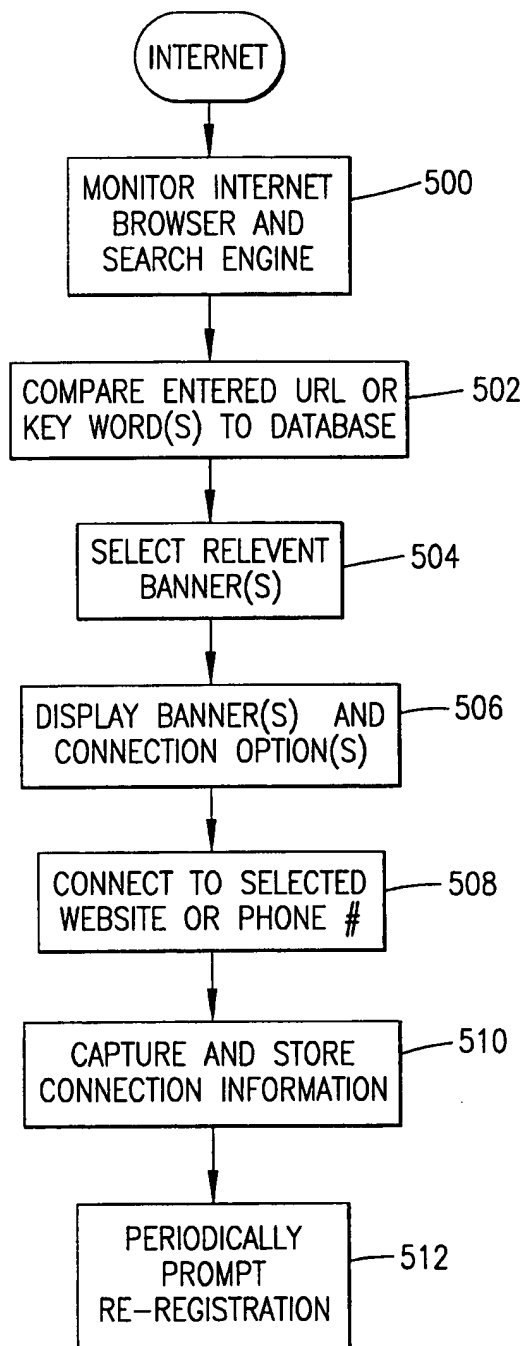 INTERNET
MONITOR INTERNET
BROWSER AND
SEARCH ENGINE
500
COMPARE ENTERED URL OR
KEY WORD(S) TO DATABASE
502
SELECT RELEVENT
BANNER(S)
504
DISPLAY BANNER(S) AND
CONNECTION OPTION(S)
506
CONNECT TO SELECTED
WEBSITE OR PHONE #
508
CAPTURE AND STORE
CONNECTION INFORMATION
510
PERIODICALLY
PROMPT
RE-REGISTRATION
512